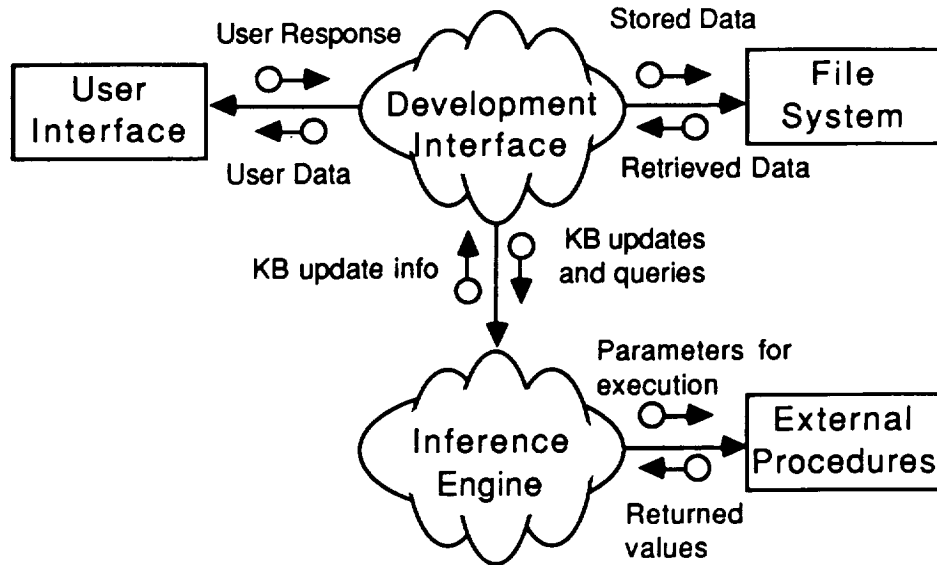 User Response
Stored Data
User
Interface
Development
Interface
File
System
User Data
Retrieved Data
KB update info
KB updates
and queries
Parameters for
execution
Inference
Engine
External
Procedures
Returned
values